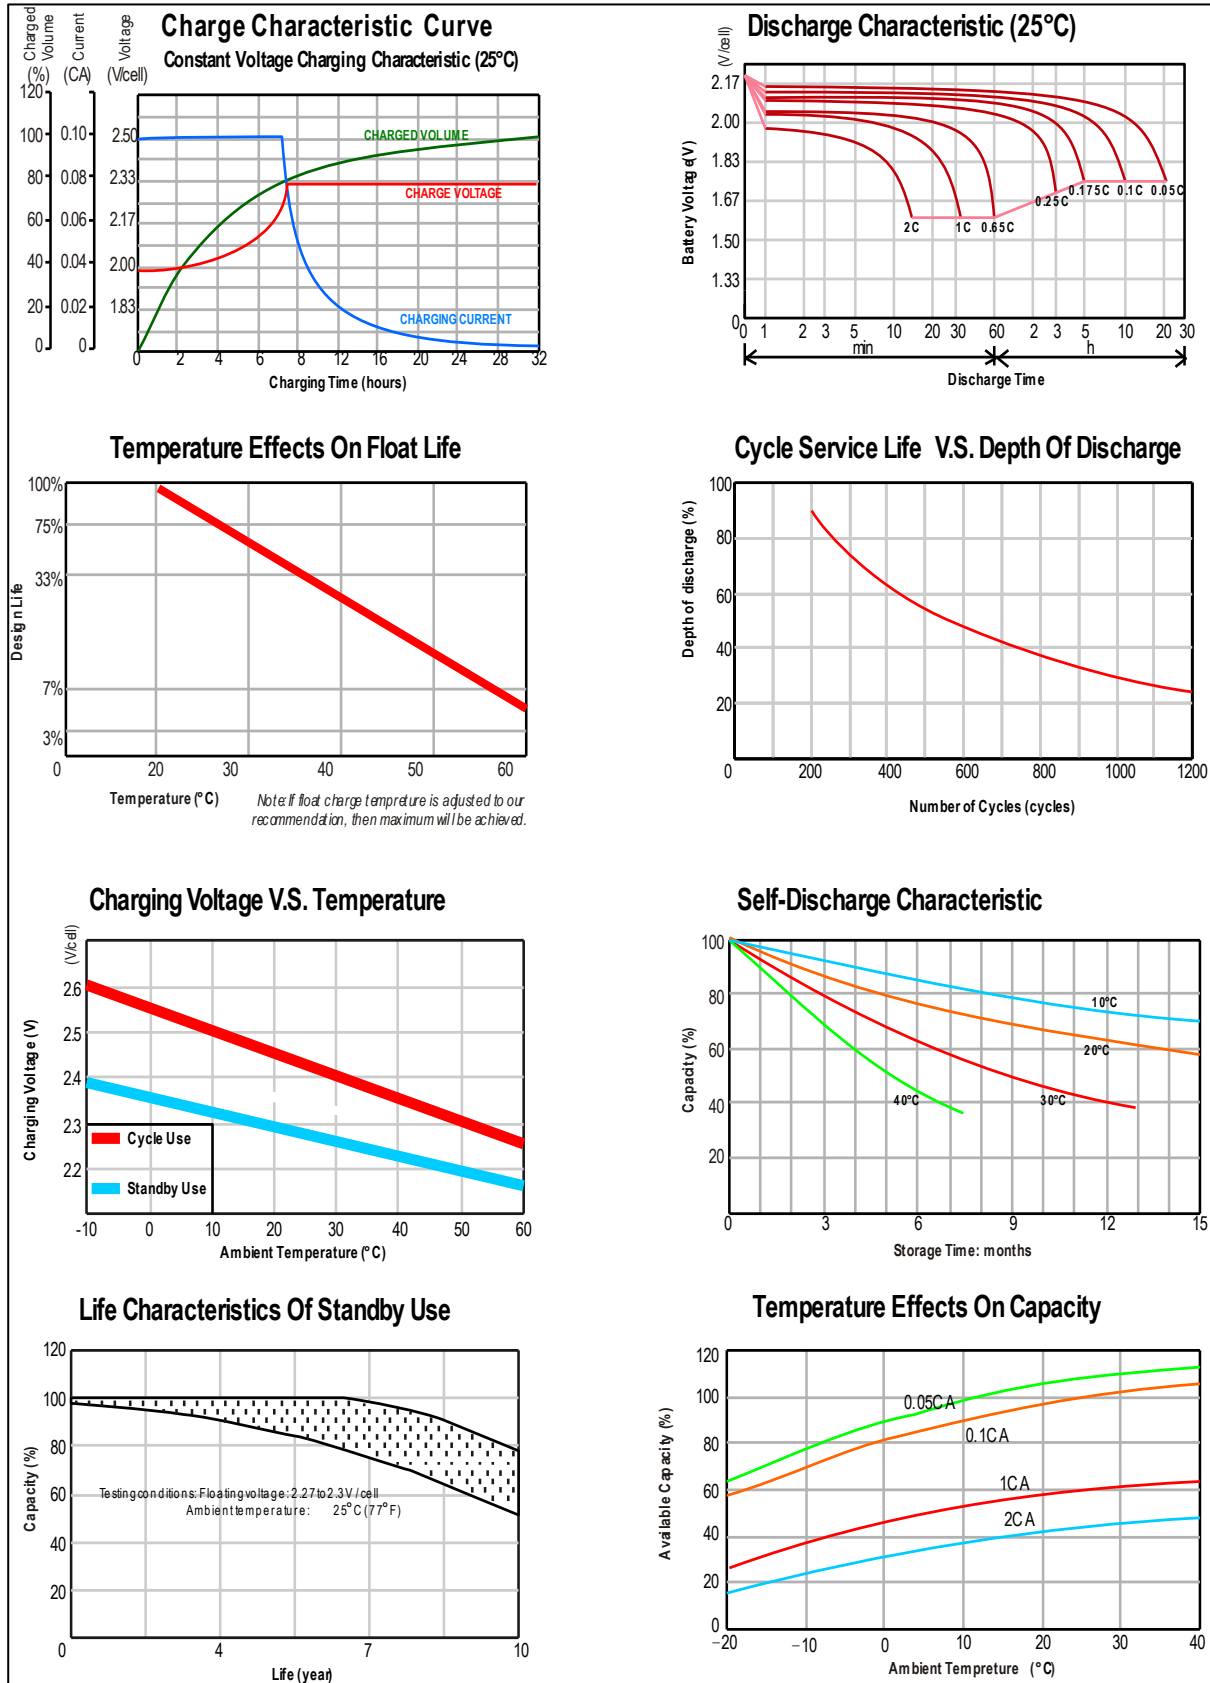 Charge Characteristic Curve
Constant Voltage Charging Characteristic (25°C)
Charged Volume
(%)
Current
(CA)
Voltage
(V/cell)
120
100
80
60
40
20
0
0.10
0.08
0.06
0.04
0.02
0
2.50
2.33
2.17
2.00
1.83
CHARGED VOLUME
CHARGE VOLTAGE
CHARGING CURRENT
0 2 4 6 8 12 16 20 24 28 32
Charging Time (hours)
Discharge Characteristic (25°C)
(V/cell)
Battery Voltage(V)
2.17
2.00
1.83
1.67
1.50
1.33
0
2C 1C 0.65C 0.25C 0.175C 0.1C 0.05C
0 1 2 3 5 10 20 30 60 2 3 5 10 20 30
min h
Discharge Time
Temperature Effects On Float Life
Design Life
100%
75%
33%
7%
3%
0 20 30 40 50 60
Temperature (°C)
Note:If float charge tempreture is adjusted to our
recommendation, then maximum will be achieved.
Cycle Service Life V.S. Depth Of Discharge
Depth of discharge (%)
100
80
60
40
20
0 200 400 600 800 1000 1200
Number of Cycles (cycles)
Charging Voltage V.S. Temperature
(V/cell)
Charging Voltage (V)
2.6
2.5
2.4
2.3
2.2
Cycle Use
Standby Use
-10 0 10 20 30 40 50 60
Ambient Temperature (°C)
Self-Discharge Characteristic
Capacity (%)
100
80
60
40
20
10°C
20°C
30°C
40°C
0 3 6 9 12 15
Storage Time: months
Life Characteristics Of Standby Use
Capacity (%)
120
100
80
60
40
20
Testing conditions: Floating voltage: 2.27 to 2.3V / cell
Ambient temperature: 25°C (77°F)
0 4 7 10
Life (year)
Temperature Effects On Capacity
Available Capacity (%)
120
100
80
60
40
20
0
0.05CA
0.1CA
1CA
2CA
−20 −10 0 10 20 30 40
Ambient Tempreture (°C)